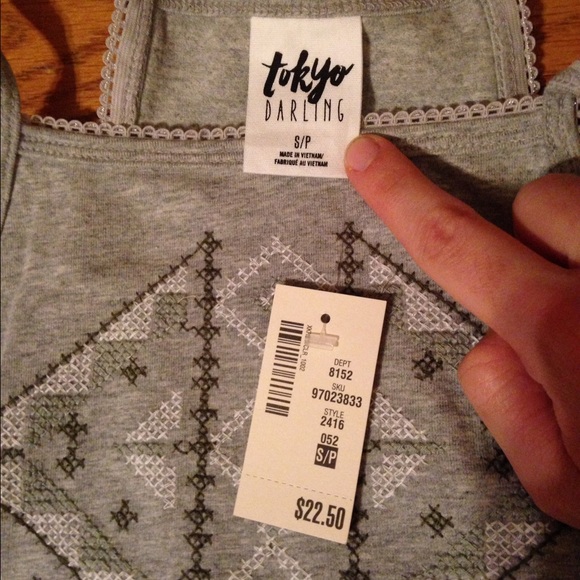 tokyo
DARLING
S/P
MADE IN VIETNAM/
FABRIQUÉ AU VIETNAM
DEPT
8152
SKU
97023833
STYLE
2416
052
S/P
$22.50